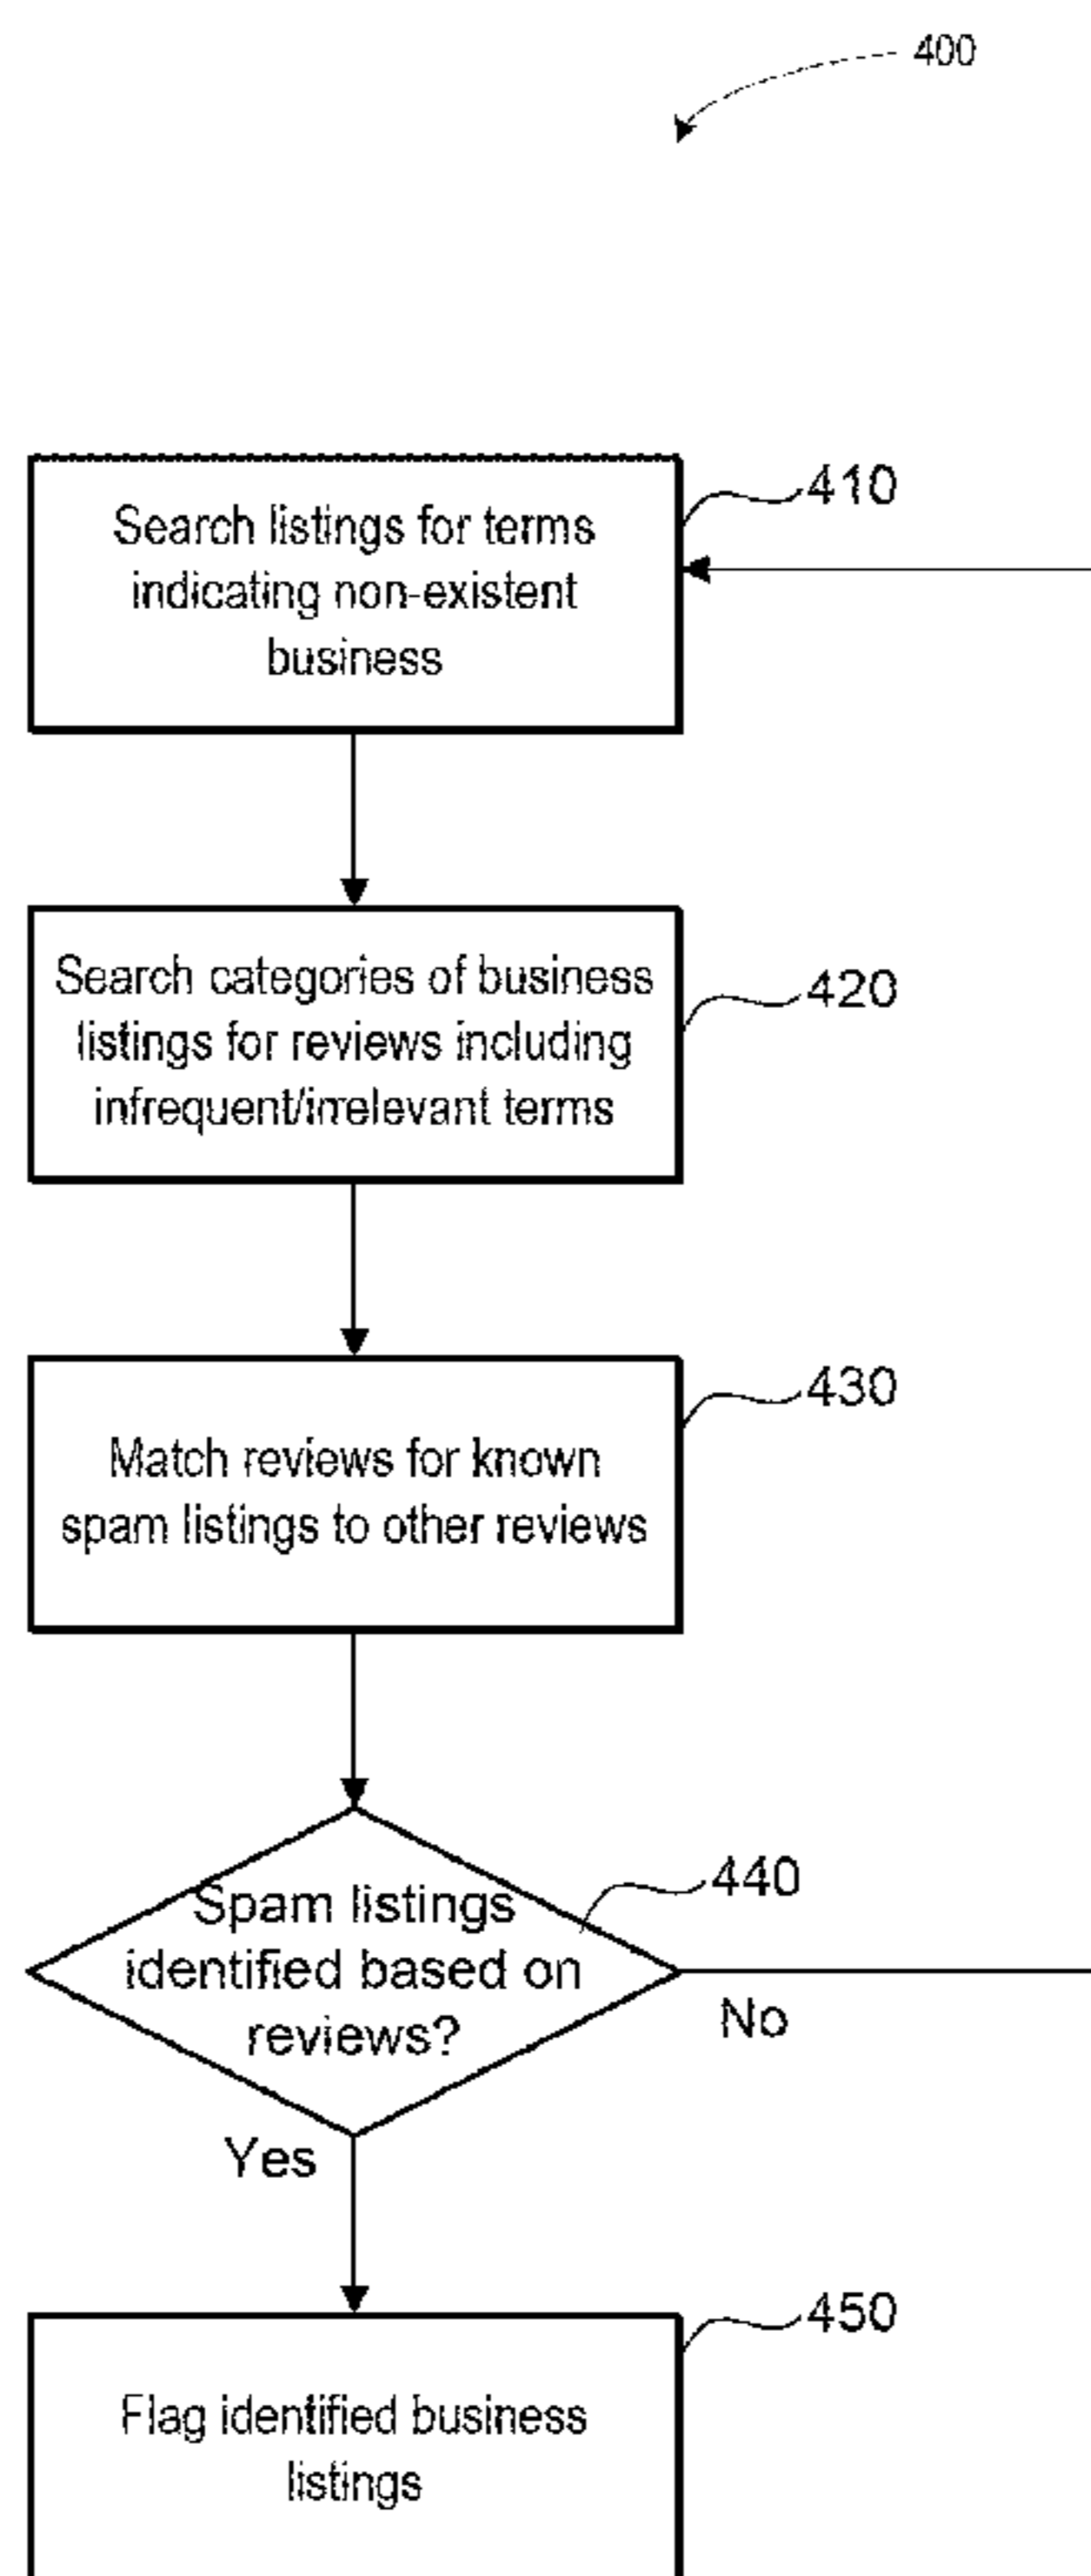 400
410
Search listings for terms
indicating non-existent
business
420
Search categories of business
listings for reviews including
infrequent/irrelevant terms
430
Match reviews for known
spam listings to other reviews
440
Spam listings
identified based on
reviews?
No
Yes
450
Flag identified business
listings